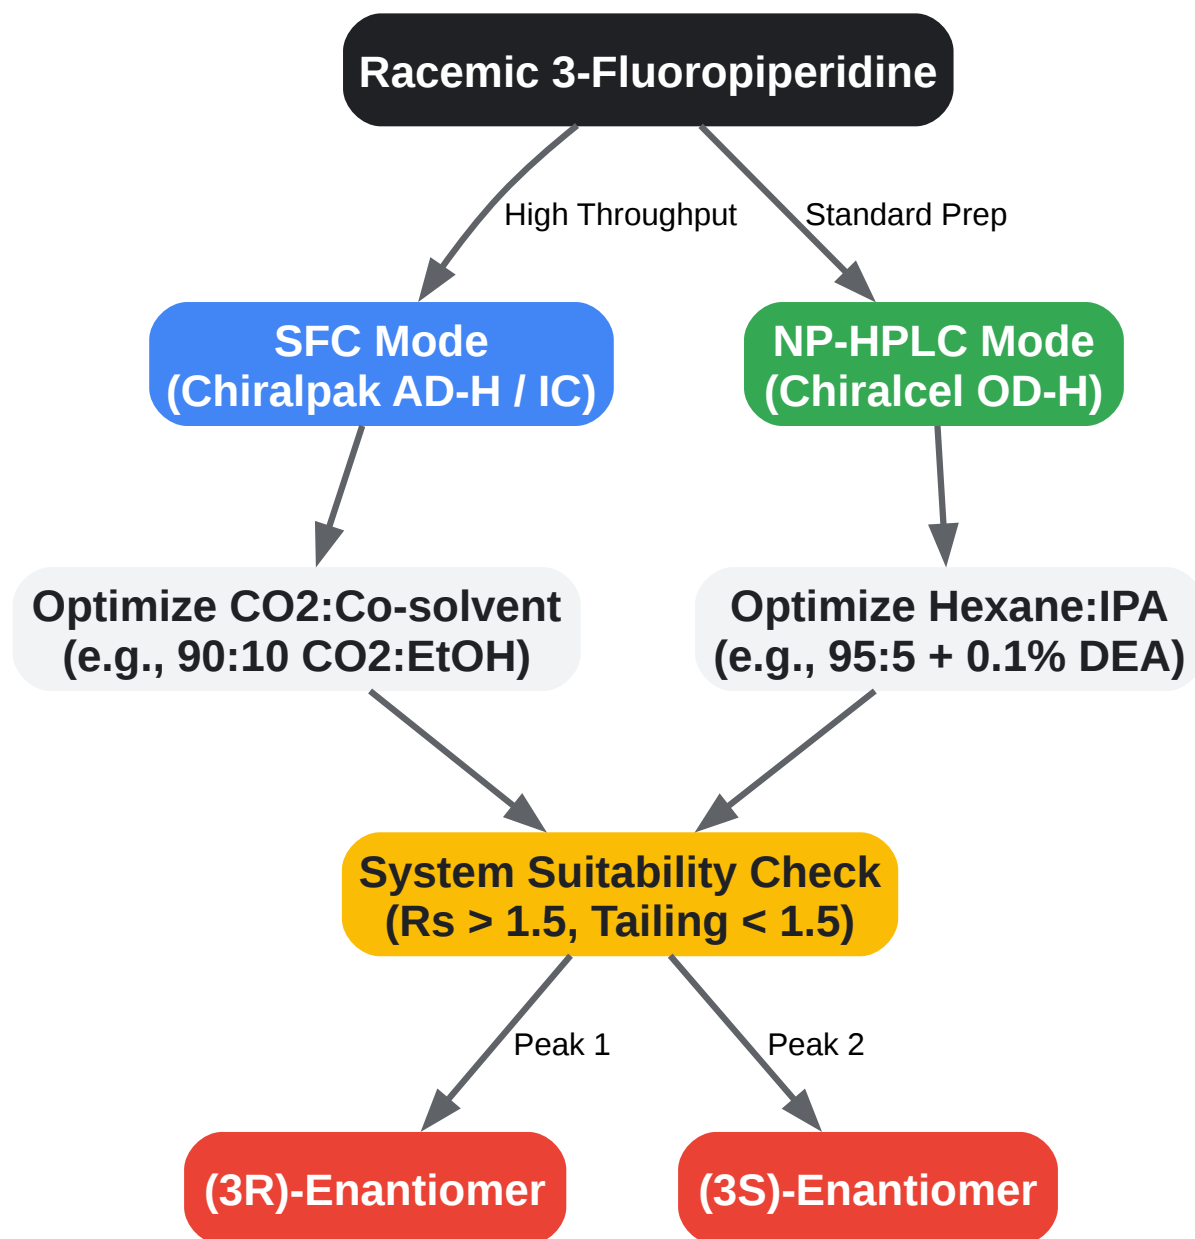 Racemic 3-Fluoropiperidine
High Throughput
Standard Prep
SFC Mode
(Chiralpak AD-H / IC)
NP-HPLC Mode
(Chiralcel OD-H)
Optimize CO2:Co-solvent
(e.g., 90:10 CO2:EtOH)
Optimize Hexane:IPA
(e.g., 95:5 + 0.1% DEA)
System Suitability Check
(Rs > 1.5, Tailing < 1.5)
Peak 1
Peak 2
(3R)-Enantiomer
(3S)-Enantiomer